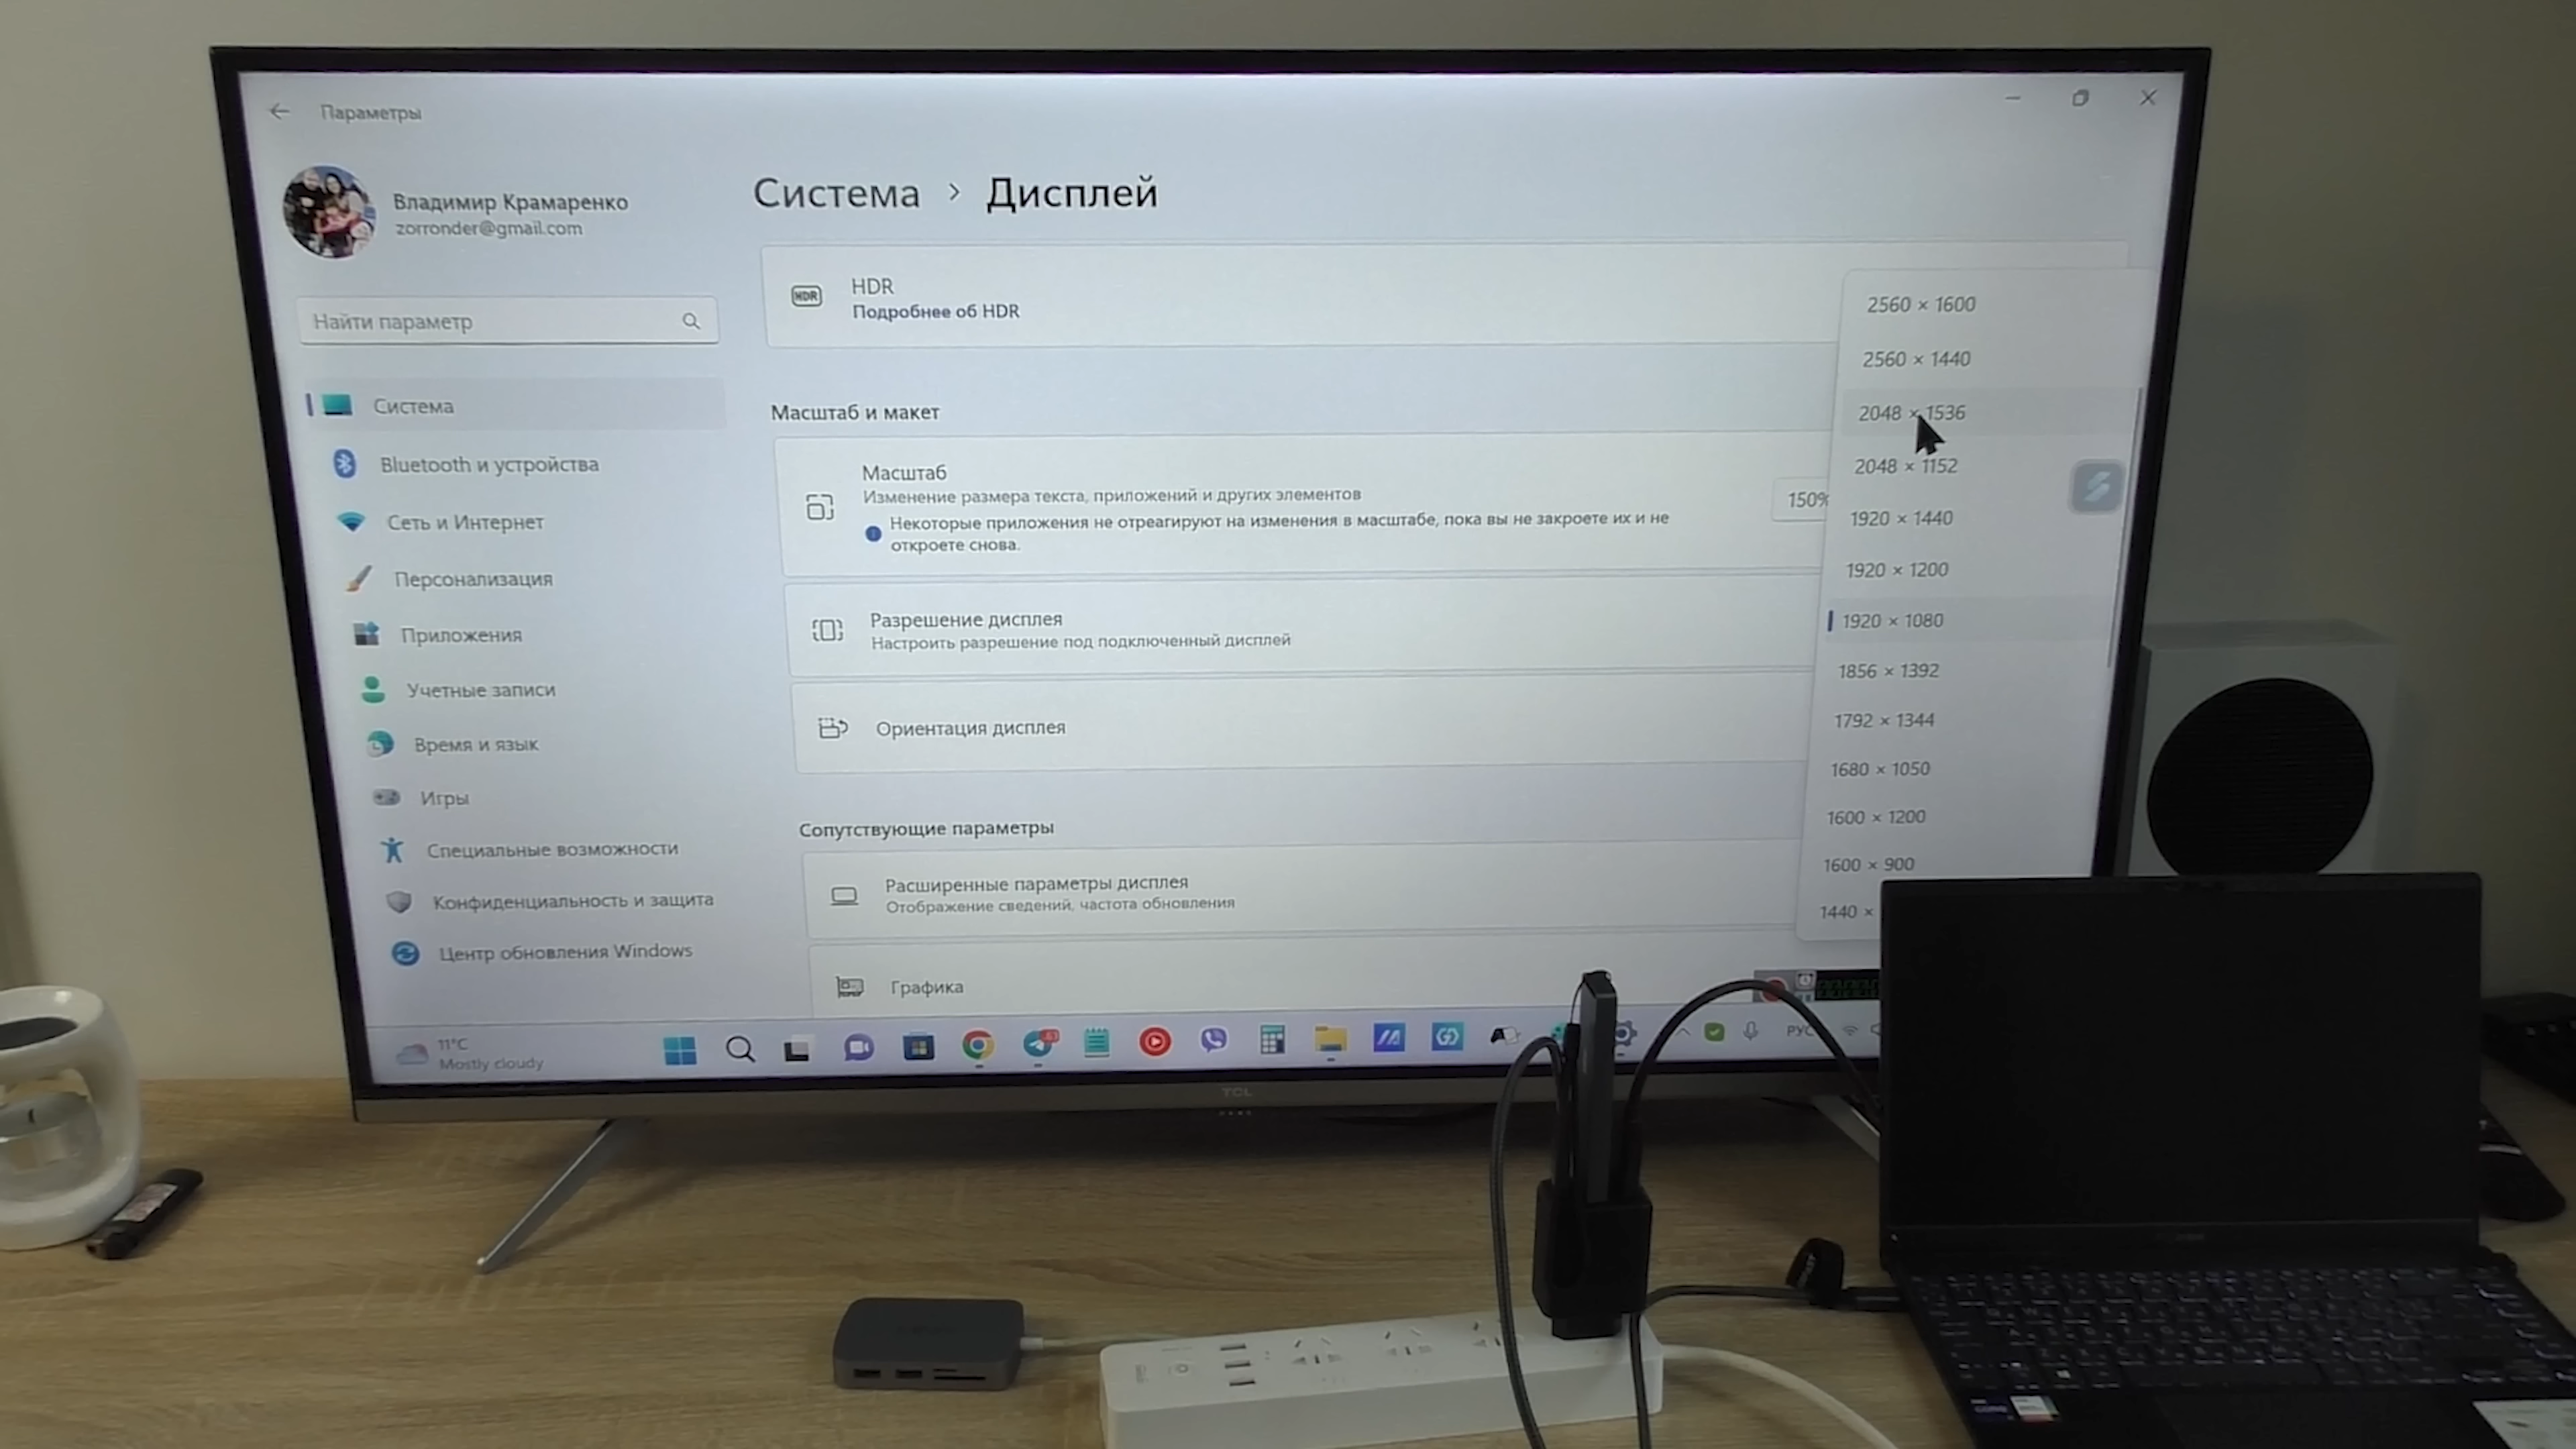 Параметры
Владимир Крамаренко
zorronder@gmail.com
Найти параметр
Система
Bluetooth и устройства
Сеть и Интернет
Персонализация
Приложения
Учетные записи
Время и язык
Игры
Специальные возможности
Конфиденциальность и защита
Центр обновления Windows
Система > Дисплей
HDR
HDR
Подробнее об HDR
Масштаб и макет
Масштаб
Изменение размера текста, приложений и других элементов
Некоторые приложения не отреагируют на изменения в масштабе, пока вы не закроете их и не
откроете снова.
150%
Разрешение дисплея
Настроить разрешение под подключенный дисплей
Ориентация дисплея
Сопутствующие параметры
Расширенные параметры дисплея
Отображение сведений, частота обновления
Графика
2560 × 1600
2560 × 1440
2048 × 1536
2048 × 1152
1920 × 1440
1920 × 1200
1920 × 1080
1856 × 1392
1792 × 1344
1680 × 1050
1600 × 1200
1600 × 900
1440 ×
11°C
Mostly cloudy
РУС
TCL